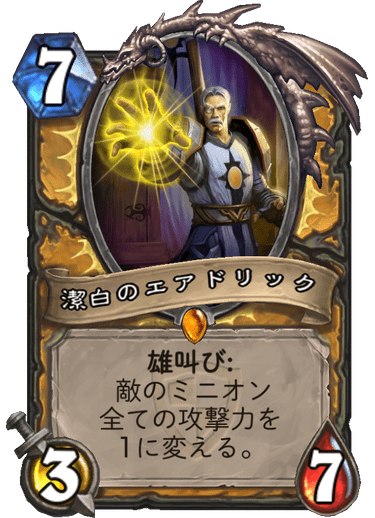 7
潔白のエアドリック
雄叫び:
敵のミニオン
全ての攻撃力を
1に変える。
3
7